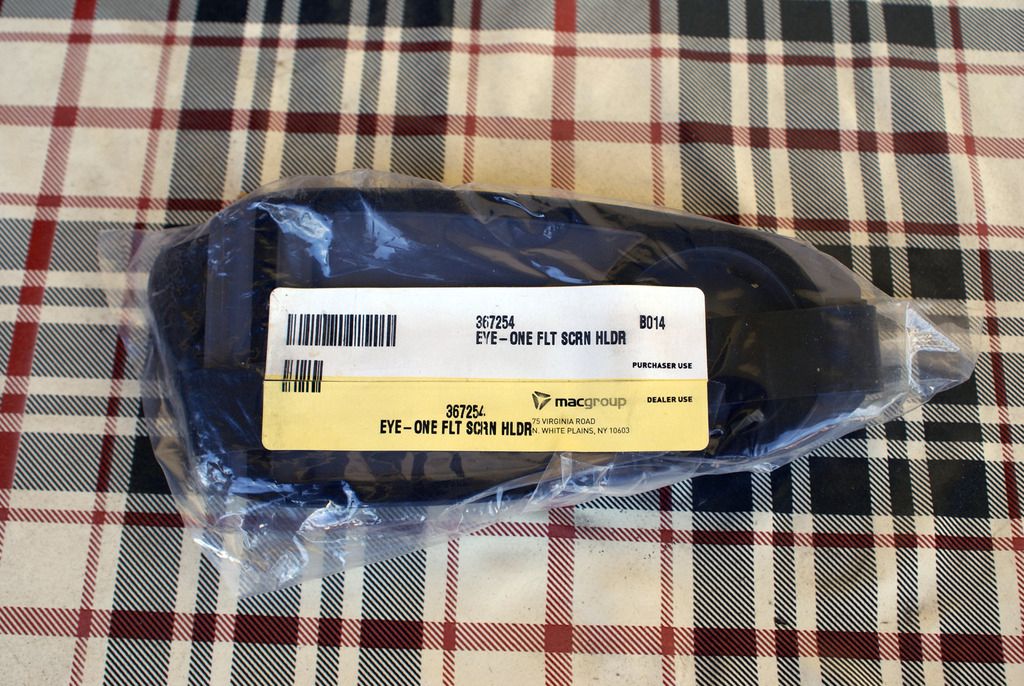 367254 B014
EYE-ONE FLT SCRN HLDR
PURCHASER USE
macgroup DEALER USE
367254
75 VIRGINIA ROAD
EYE-ONE FLT SCRN HLDR
N. WHITE PLAINS, NY 10603